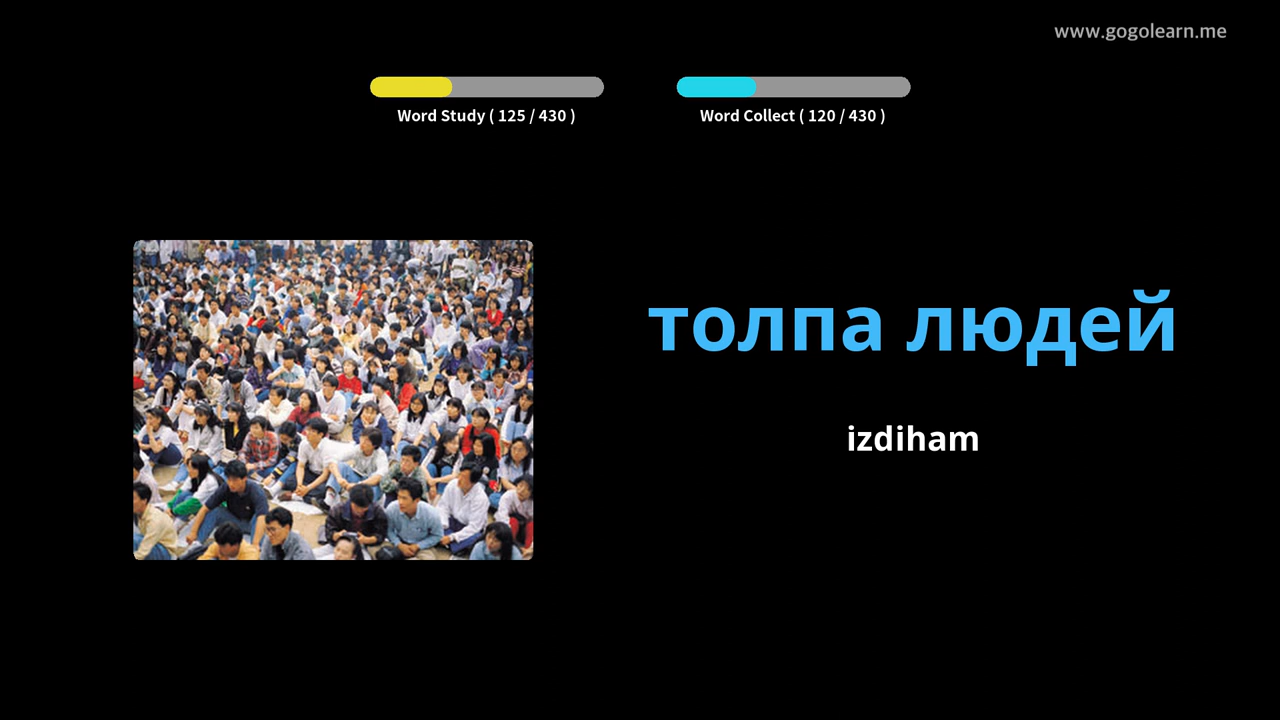 www.gogolearn.me
Word Study ( 125 / 430 )
Word Collect ( 120 / 430 )
толпа людей
izdiham